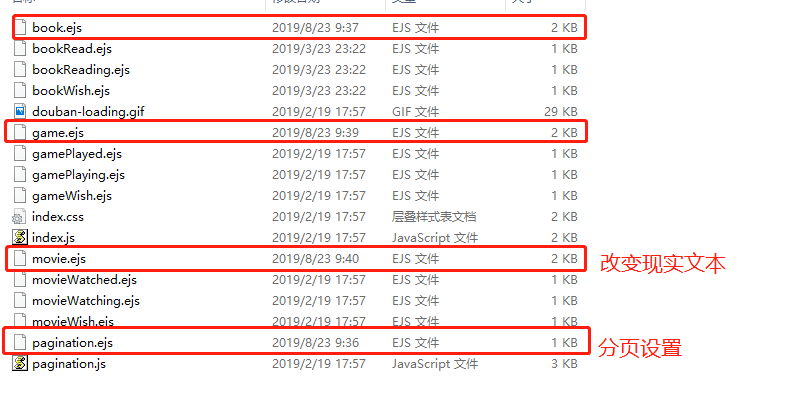 book.ejs 2019/8/23 9:37 EJS 文件 2 KB
bookRead.ejs 2019/3/23 23:22 EJS 文件 1 KB
bookReading.ejs 2019/3/23 23:22 EJS 文件 1 KB
bookWish.ejs 2019/3/23 23:22 EJS 文件 1 KB
douban-loading.gif 2019/2/19 17:57 GIF 文件 29 KB
game.ejs 2019/8/23 9:39 EJS 文件 2 KB
gamePlayed.ejs 2019/2/19 17:57 EJS 文件 1 KB
gamePlaying.ejs 2019/2/19 17:57 EJS 文件 1 KB
gameWish.ejs 2019/2/19 17:57 EJS 文件 1 KB
index.css 2019/2/19 17:57 层叠样式表文档 2 KB
index.js 2019/2/19 17:57 JavaScript 文件 2 KB
movie.ejs 2019/8/23 9:40 EJS 文件 2 KB 改变现实文本
movieWatched.ejs 2019/2/19 17:57 EJS 文件 1 KB
movieWatching.ejs 2019/2/19 17:57 EJS 文件 1 KB
movieWish.ejs 2019/2/19 17:57 EJS 文件 1 KB
pagination.ejs 2019/8/23 9:36 EJS 文件 1 KB 分页设置
pagination.js 2019/2/19 17:57 JavaScript 文件 3 KB